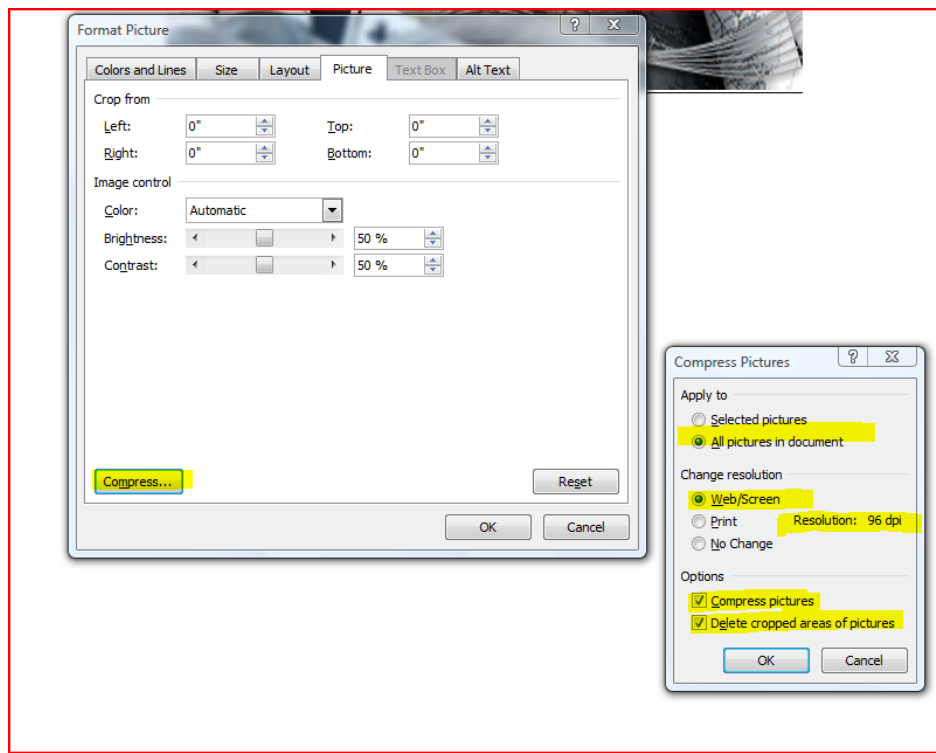 Format Picture
Colors and Lines Size Layout Picture Text Box Alt Text
Crop from
Left: 0" Top: 0"
Right: 0" Bottom: 0"
Image control
Color: Automatic
Brightness: 50 %
Contrast: 50 %
Compress... Reset
OK Cancel
Compress Pictures
Apply to
Selected pictures
All pictures in document
Change resolution
Web/Screen
Print Resolution: 96 dpi
No Change
Options
Compress pictures
Delete cropped areas of pictures
OK Cancel